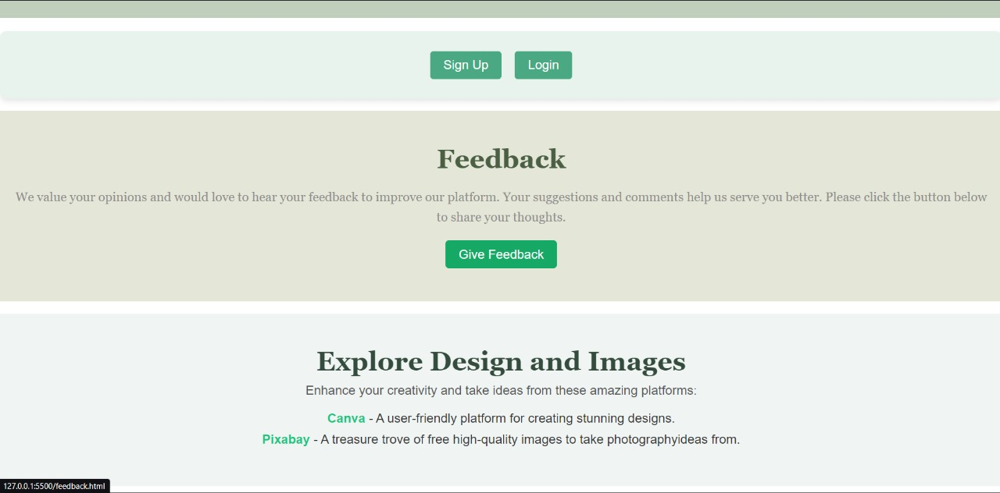 Sign Up Login
Feedback
We value your opinions and would love to hear your feedback to improve our platform. Your suggestions and comments help us serve you better. Please click the button below
to share your thoughts.
Give Feedback
Explore Design and Images
Enhance your creativity and take ideas from these amazing platforms:
Canva - A user-friendly platform for creating stunning designs.
Pixabay - A treasure trove of free high-quality images to take photographyideas from.
127.0.0.1:5500/feedback.html